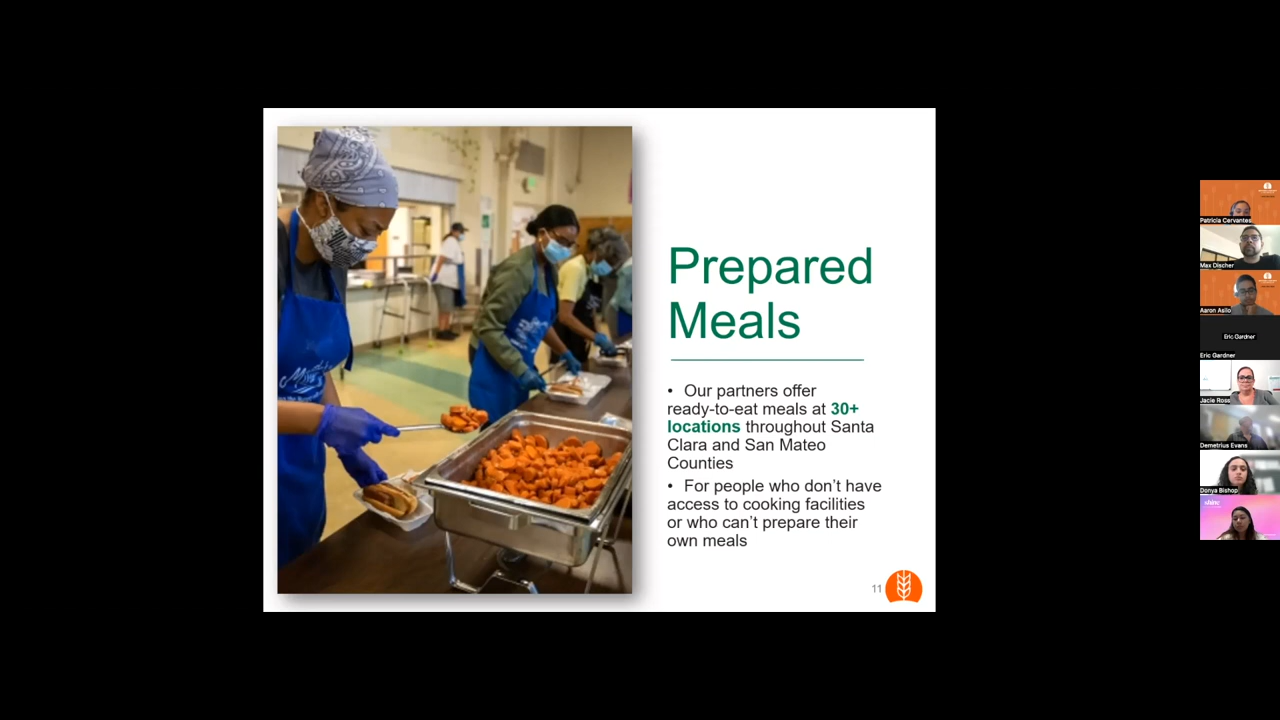 Prepared
Meals
• Our partners offer
ready-to-eat meals at 30+
locations throughout Santa
Clara and San Mateo
Counties
• For people who don’t have
access to cooking facilities
or who can’t prepare their
own meals
11
Patricia Cervantes
Max Discher
Aaron Asilo
Eric Gardner
Eric Gardner
Jacie Ross
Demetrius Evans
Donya Bishop
shine